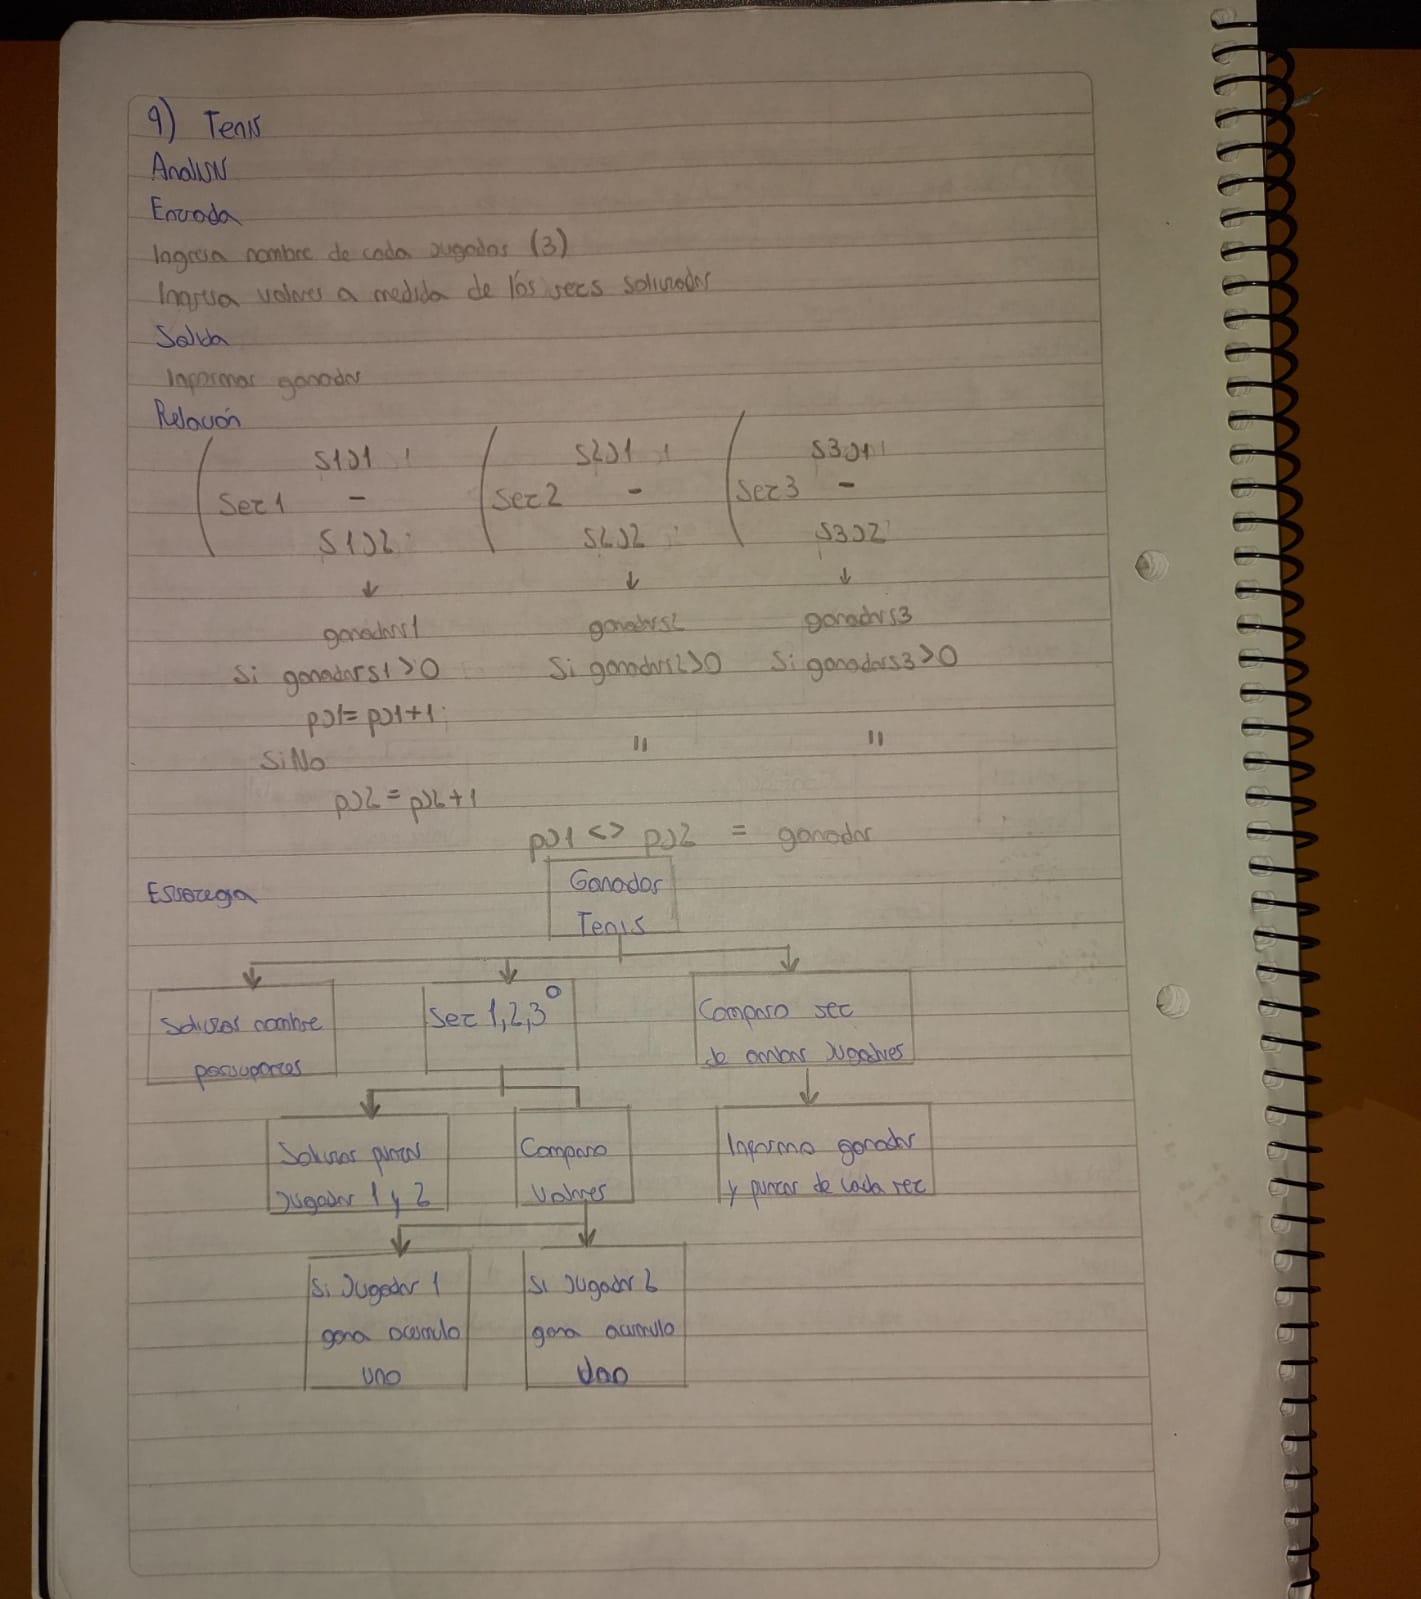 9) Tenis
Analisis
Entrada
Ingresa nombre de cada jugador (3)
Ingresa valores a medida de los sets solicitados
Salida
Informar ganador
Relación
S1J1 S2J1 S3J1
Set 1 - Set 2 - Set 3 -
S1J2 S2J2 S3J2
↓ ↓ ↓
ganadors1 ganadors2 ganadors3
Si ganadors1 > 0 Si ganadors2 > 0 Si ganadors3 > 0
pJ1 = pJ1 + 1
SiNo " "
pJ2 = pJ2 + 1
pJ1 <> pJ2 = ganador
Estrategia
Ganador
Tenis
Solicitar nombre
participantes
Set 1,2,3
Comparo set
de ambos jugadores
Solicitar puntos
Jugador 1 y 2
Comparo
valores
Informo ganador
y puntos de cada set
Si Jugador 1
gana acumulo
uno
Si Jugador 2
gana acumulo
uno